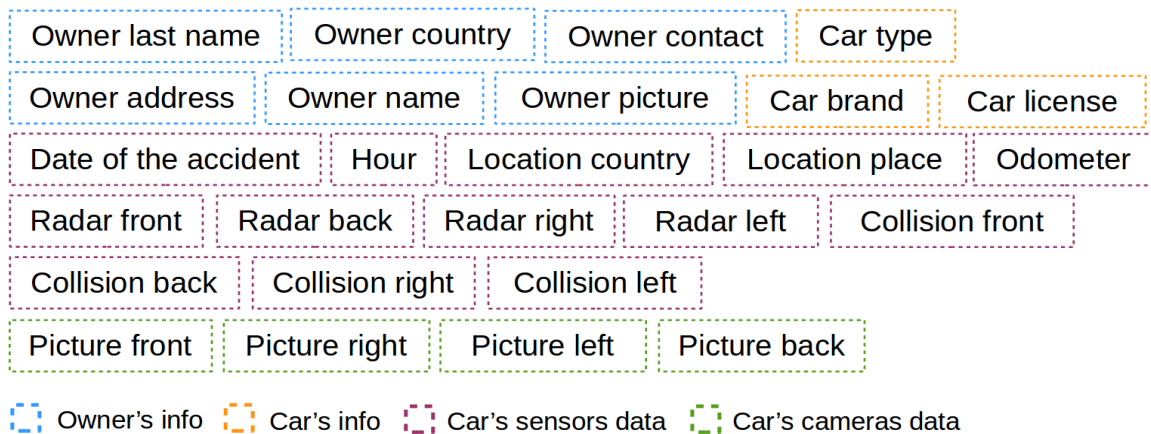 Owner last name Owner country Owner contact Car type
Owner address Owner name Owner picture Car brand Car license
Date of the accident Hour Location country Location place Odometer
Radar front Radar back Radar right Radar left Collision front
Collision back Collision right Collision left
Picture front Picture right Picture left Picture back
Owner's info Car's info Car's sensors data Car's cameras data